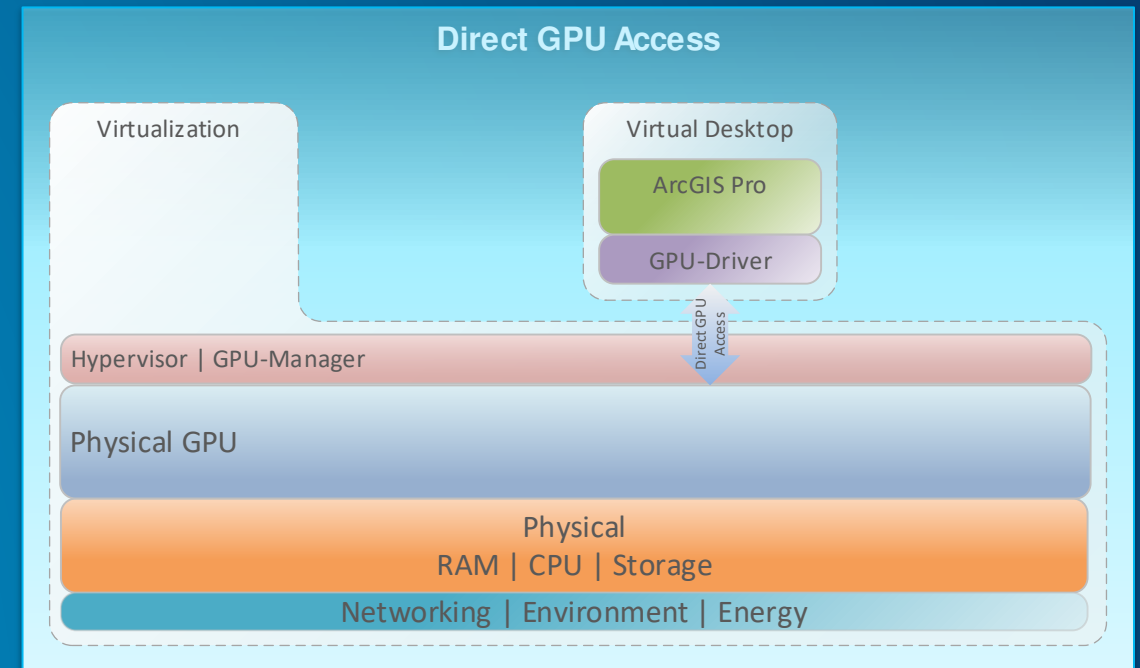 Direct GPU Access
Virtualization
Virtual Desktop
ArcGIS Pro
GPU-Driver
Direct GPU
Access
Hypervisor | GPU-Manager
Physical GPU
Physical
RAM | CPU | Storage
Networking | Environment | Energy